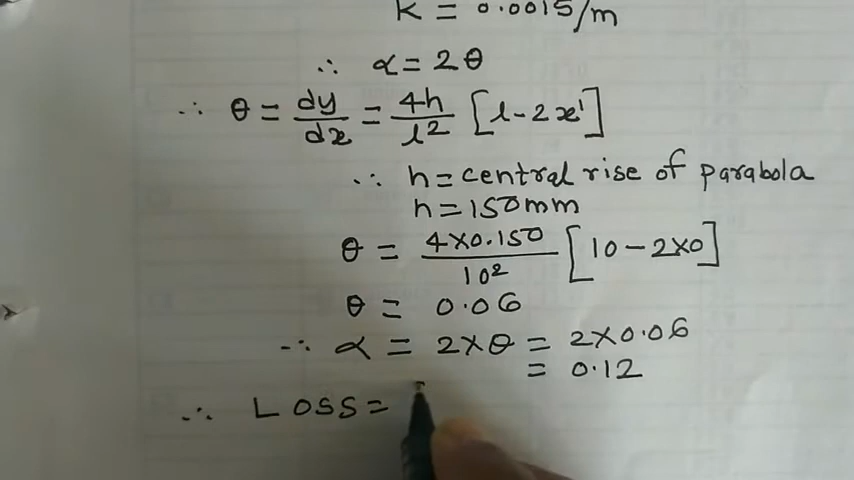 K = 0.0015/m
∴ α = 2θ
∴ θ = dy/dx = 4h/l² [l - 2x']
∴ h = central rise of parabola
h = 150mm
θ = 4×0.150/10² [10 - 2×0]
θ = 0.06
∴ α = 2×θ = 2×0.06
= 0.12
∴ Loss =